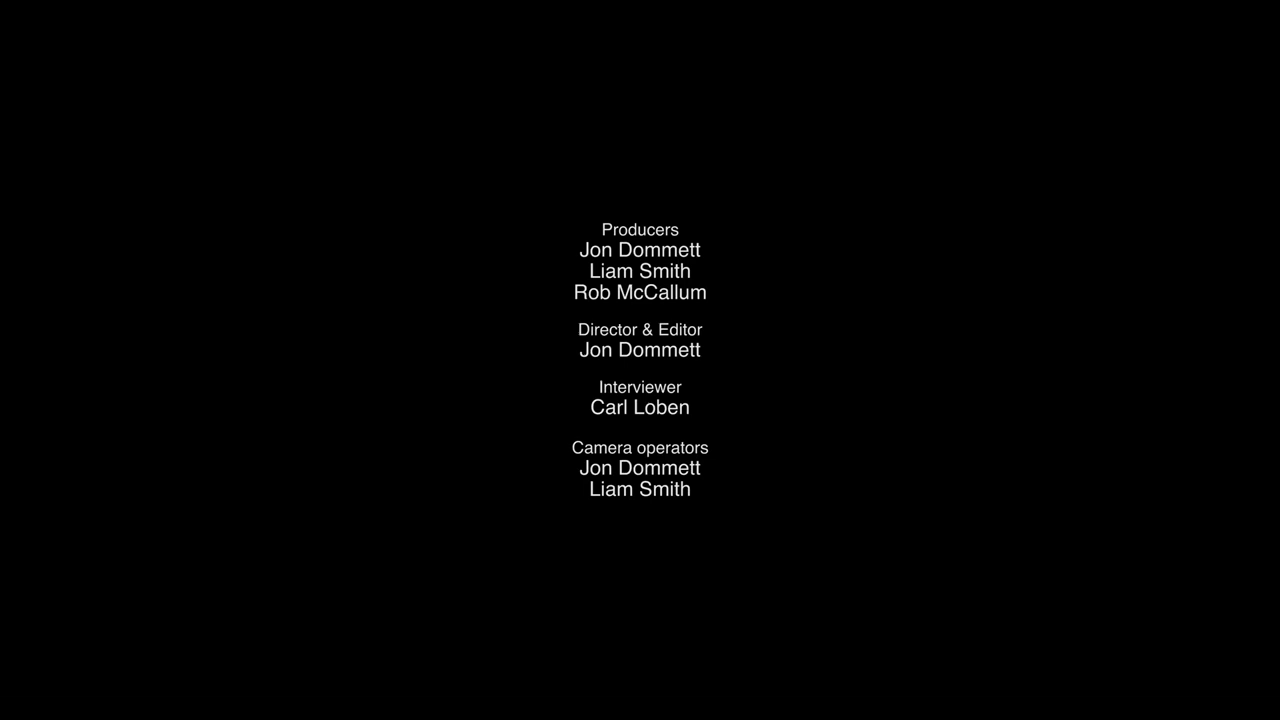 Producers
Jon Dommett
Liam Smith
Rob McCallum
Director & Editor
Jon Dommett
Interviewer
Carl Loben
Camera operators
Jon Dommett
Liam Smith